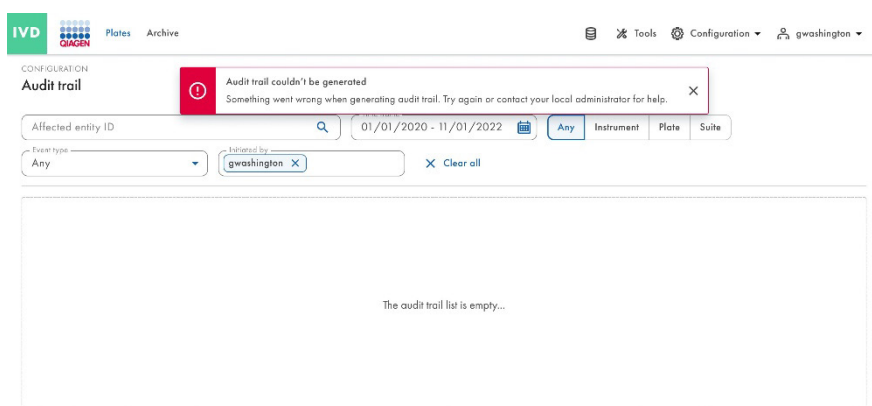 IVD QIAGEN Plates Archive Tools Configuration gwashington
CONFIGURATION
Audit trail
Audit trail couldn't be generated
Something went wrong when generating audit trail. Try again or contact your local administrator for help.
Affected entity ID 01/01/2020 - 11/01/2022 Any Instrument Plate Suite
Event type Initiated by
Any gwashington Clear all
The audit trail list is empty...